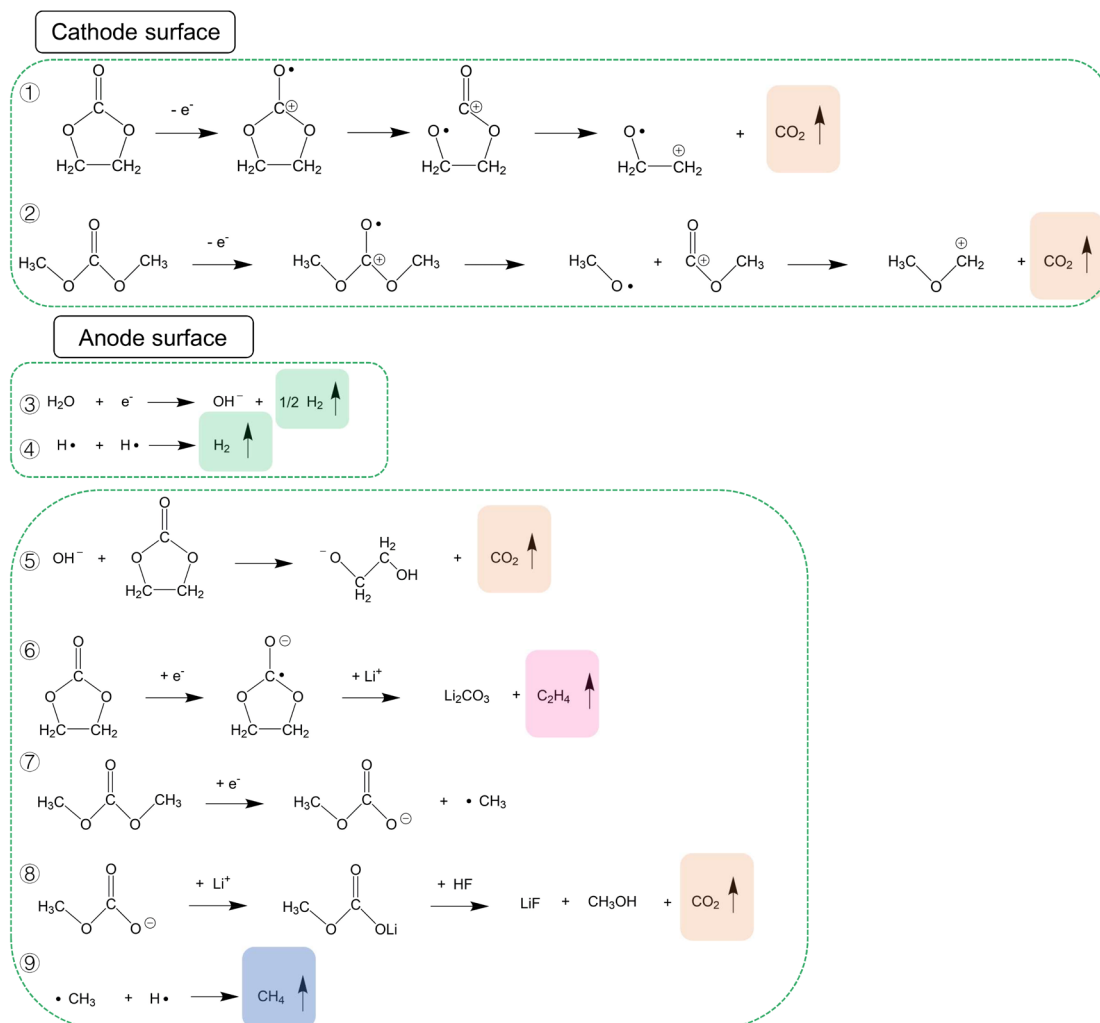 Cathode surface
①
O
C
O O
H₂C CH₂
- e⁻
O•
C⊕
O O
H₂C CH₂
O
C⊕
O• O
H₂C CH₂
O•
H₂C CH₂⊕
+ CO₂ ↑
②
O
C
H₃C O O CH₃
- e⁻
O•
C⊕
H₃C O O CH₃
H₃C O•
+
O
C⊕
O CH₃
H₃C O CH₂⊕
+ CO₂ ↑
Anode surface
③ H₂O + e⁻ → OH⁻ + 1/2 H₂ ↑
④ H• + H• → H₂ ↑
⑤ OH⁻ +
O
C
O O
H₂C CH₂
⁻O C H₂ C H₂ OH
+ CO₂ ↑
⑥
O
C
O O
H₂C CH₂
+ e⁻
O⊖
C•
O O
H₂C CH₂
+ Li⁺
Li₂CO₃ + C₂H₄ ↑
⑦
O
C
H₃C O O CH₃
+ e⁻
O
C
H₃C O O⊖
+ •CH₃
⑧
O
C
H₃C O O⊖
+ Li⁺
O
C
H₃C O OLi
+ HF
LiF + CH₃OH + CO₂ ↑
⑨
•CH₃ + H• → CH₄ ↑